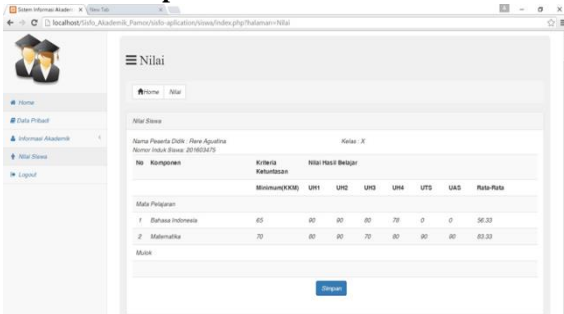 Sistem Informasi Akadem
New Tab
localhost/Sisfo_Akademik_Pamor/sisfo-aplication/siswa/index.php?halaman=Nilai
Nilai
Home Nilai
Home
Data Pribadi
Informasi Akademik
Nilai Siswa
Logout
Nilai Siswa
Nama Peserta Didik : Rere Agustina Kelas : X
Nomor Induk Siswa: 201603475
No Komponen Kriteria Ketuntasan Nilai Hasil Belajar
Minimum(KKM) UH1 UH2 UH3 UH4 UTS UAS Rata-Rata
Mata Pelajaran
1 Bahasa Indonesia 65 90 90 80 78 0 0 56.33
2 Matematika 70 80 90 70 80 90 90 83.33
Mulok
Simpan